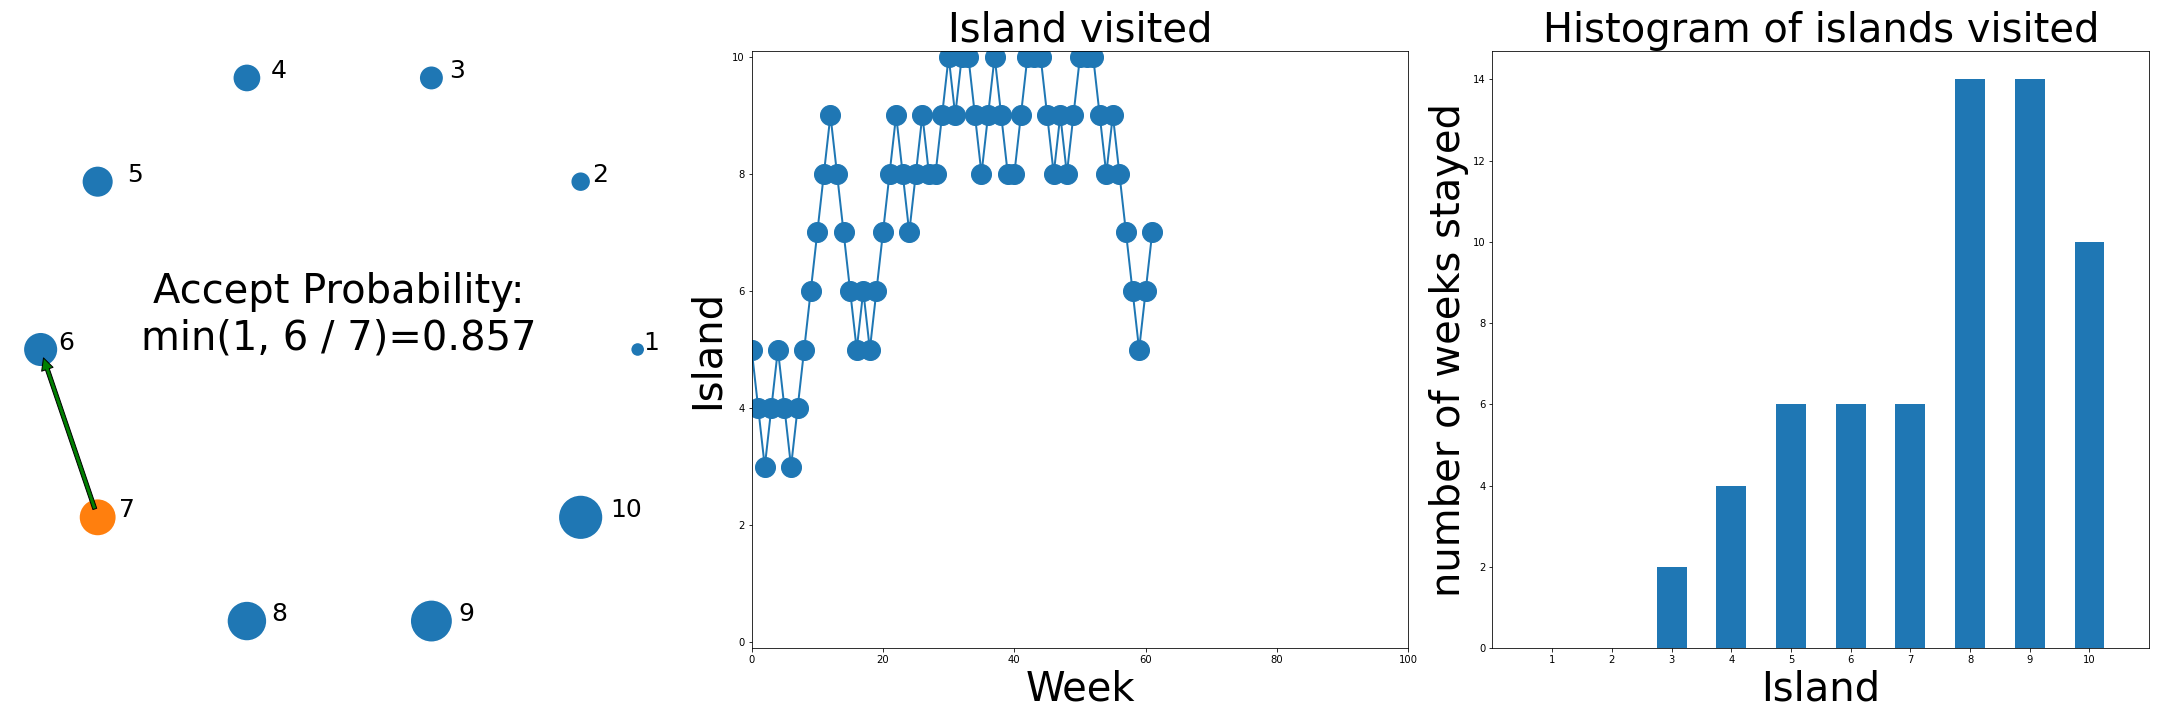 4
3
5
2
Accept Probability:
min(1, 6 / 7)=0.857
6
1
7
10
8
9
Island visited
Island
10
8
6
4
2
0
0 20 40 60 80 100
Week
Histogram of islands visited
number of weeks stayed
14
12
10
8
6
4
2
0
1 2 3 4 5 6 7 8 9 10
Island